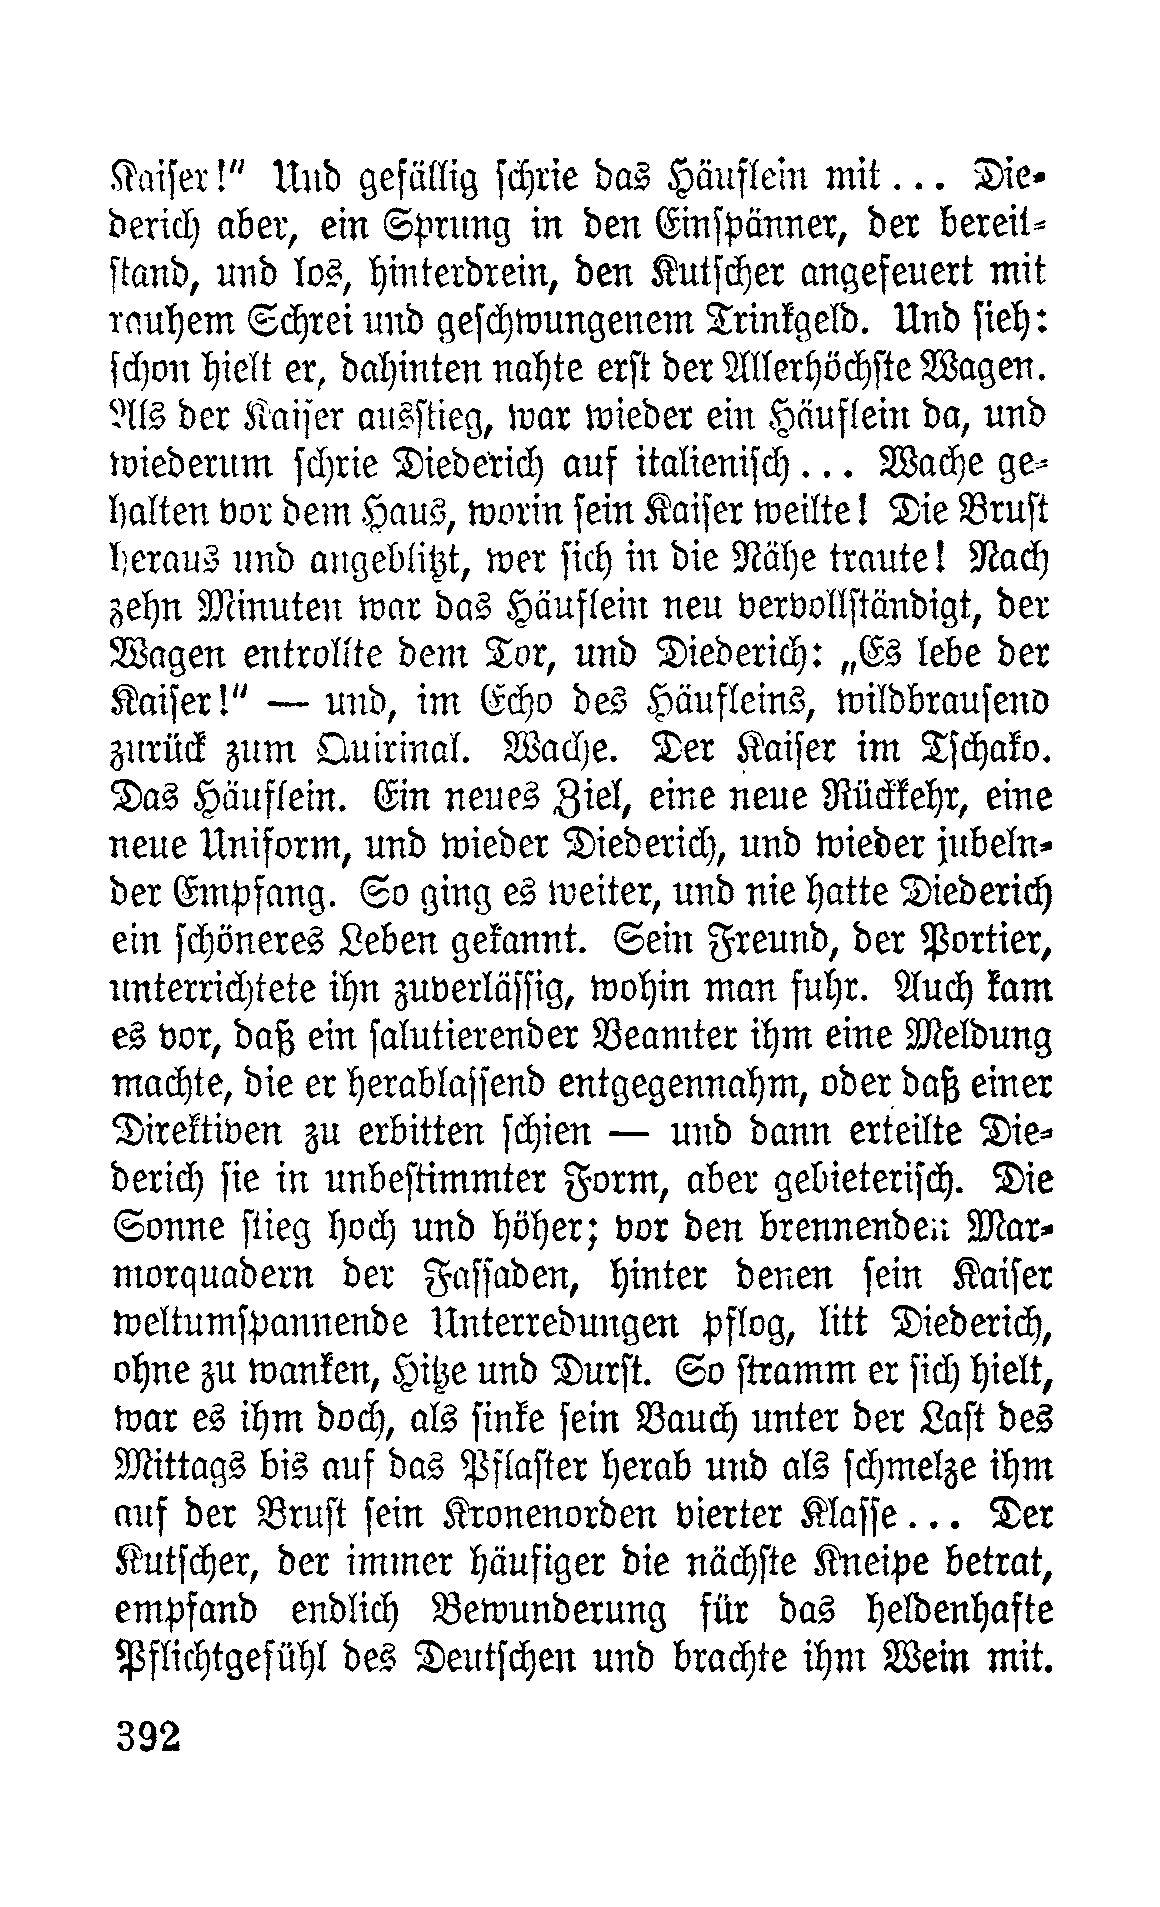 Kaiser!" Und gefällig schrie das Häuflein mit... Die-
derich aber, ein Sprung in den Einspänner, der bereit-
stand, und los, hinterdrein, den Kutscher angefeuert mit
rauhem Schrei und geschwungenem Trinkgeld. Und sieh:
schon hielt er, dahinten nahte erst der Allerhöchste Wagen.
Als der Kaiser ausstieg, war wieder ein Häuflein da, und
wiederum schrie Diederich auf italienisch... Wache ge-
halten vor dem Haus, worin sein Kaiser weilte! Die Brust
heraus und angeblitzt, wer sich in die Nähe traute! Nach
zehn Minuten war das Häuflein neu vervollständigt, der
Wagen entrollte dem Tor, und Diederich: „Es lebe der
Kaiser!" — und, im Echo des Häufleins, wildbrausend
zurück zum Quirinal. Wache. Der Kaiser im Tschako.
Das Häuflein. Ein neues Ziel, eine neue Rückkehr, eine
neue Uniform, und wieder Diederich, und wieder jubeln-
der Empfang. So ging es weiter, und nie hatte Diederich
ein schöneres Leben gekannt. Sein Freund, der Portier,
unterrichtete ihn zuverlässig, wohin man fuhr. Auch kam
es vor, daß ein salutierender Beamter ihm eine Meldung
machte, die er herablassend entgegennahm, oder daß einer
Direktiven zu erbitten schien — und dann erteilte Die-
derich sie in unbestimmter Form, aber gebieterisch. Die
Sonne stieg hoch und höher; vor den brennenden Mar-
morquadern der Fassaden, hinter denen sein Kaiser
weltumspannende Unterredungen pflog, litt Diederich,
ohne zu wanken, Hitze und Durst. So stramm er sich hielt,
war es ihm doch, als sinke sein Bauch unter der Last des
Mittags bis auf das Pflaster herab und als schmelze ihm
auf der Brust sein Kronenorden vierter Klasse... Der
Kutscher, der immer häufiger die nächste Kneipe betrat,
empfand endlich Bewunderung für das heldenhafte
Pflichtgefühl des Deutschen und brachte ihm Wein mit.
392